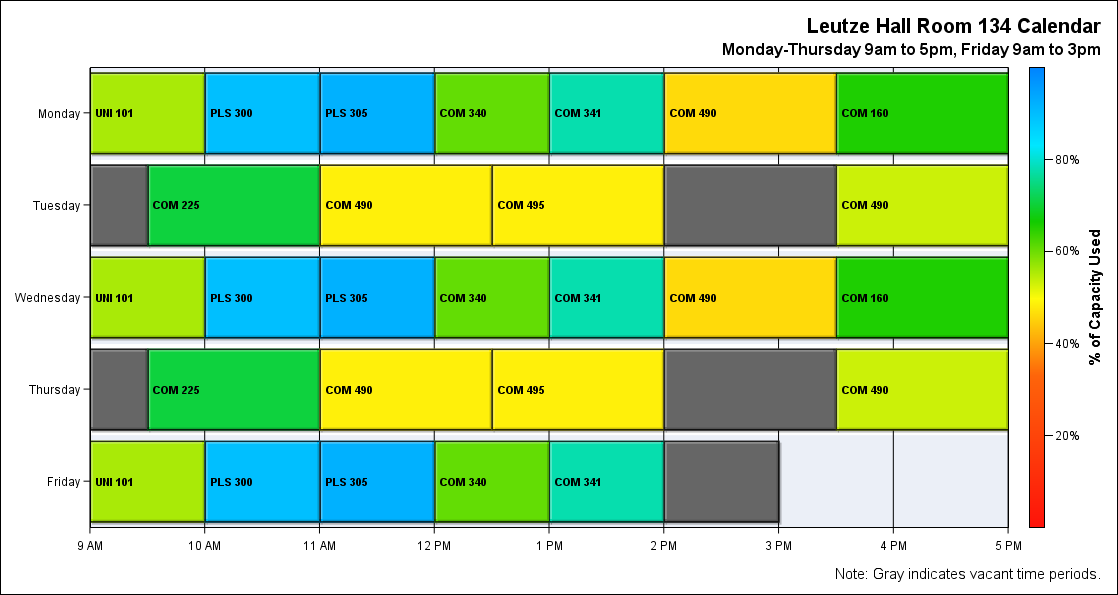 Leutze Hall Room 134 Calendar
Monday-Thursday 9am to 5pm, Friday 9am to 3pm
Monday UNI 101 PLS 300 PLS 305 COM 340 COM 341 COM 490 COM 160
Tuesday COM 225 COM 490 COM 495 COM 490
Wednesday UNI 101 PLS 300 PLS 305 COM 340 COM 341 COM 490 COM 160
Thursday COM 225 COM 490 COM 495 COM 490
Friday UNI 101 PLS 300 PLS 305 COM 340 COM 341
9 AM 10 AM 11 AM 12 PM 1 PM 2 PM 3 PM 4 PM 5 PM
80%
60%
40%
20%
% of Capacity Used
Note: Gray indicates vacant time periods.